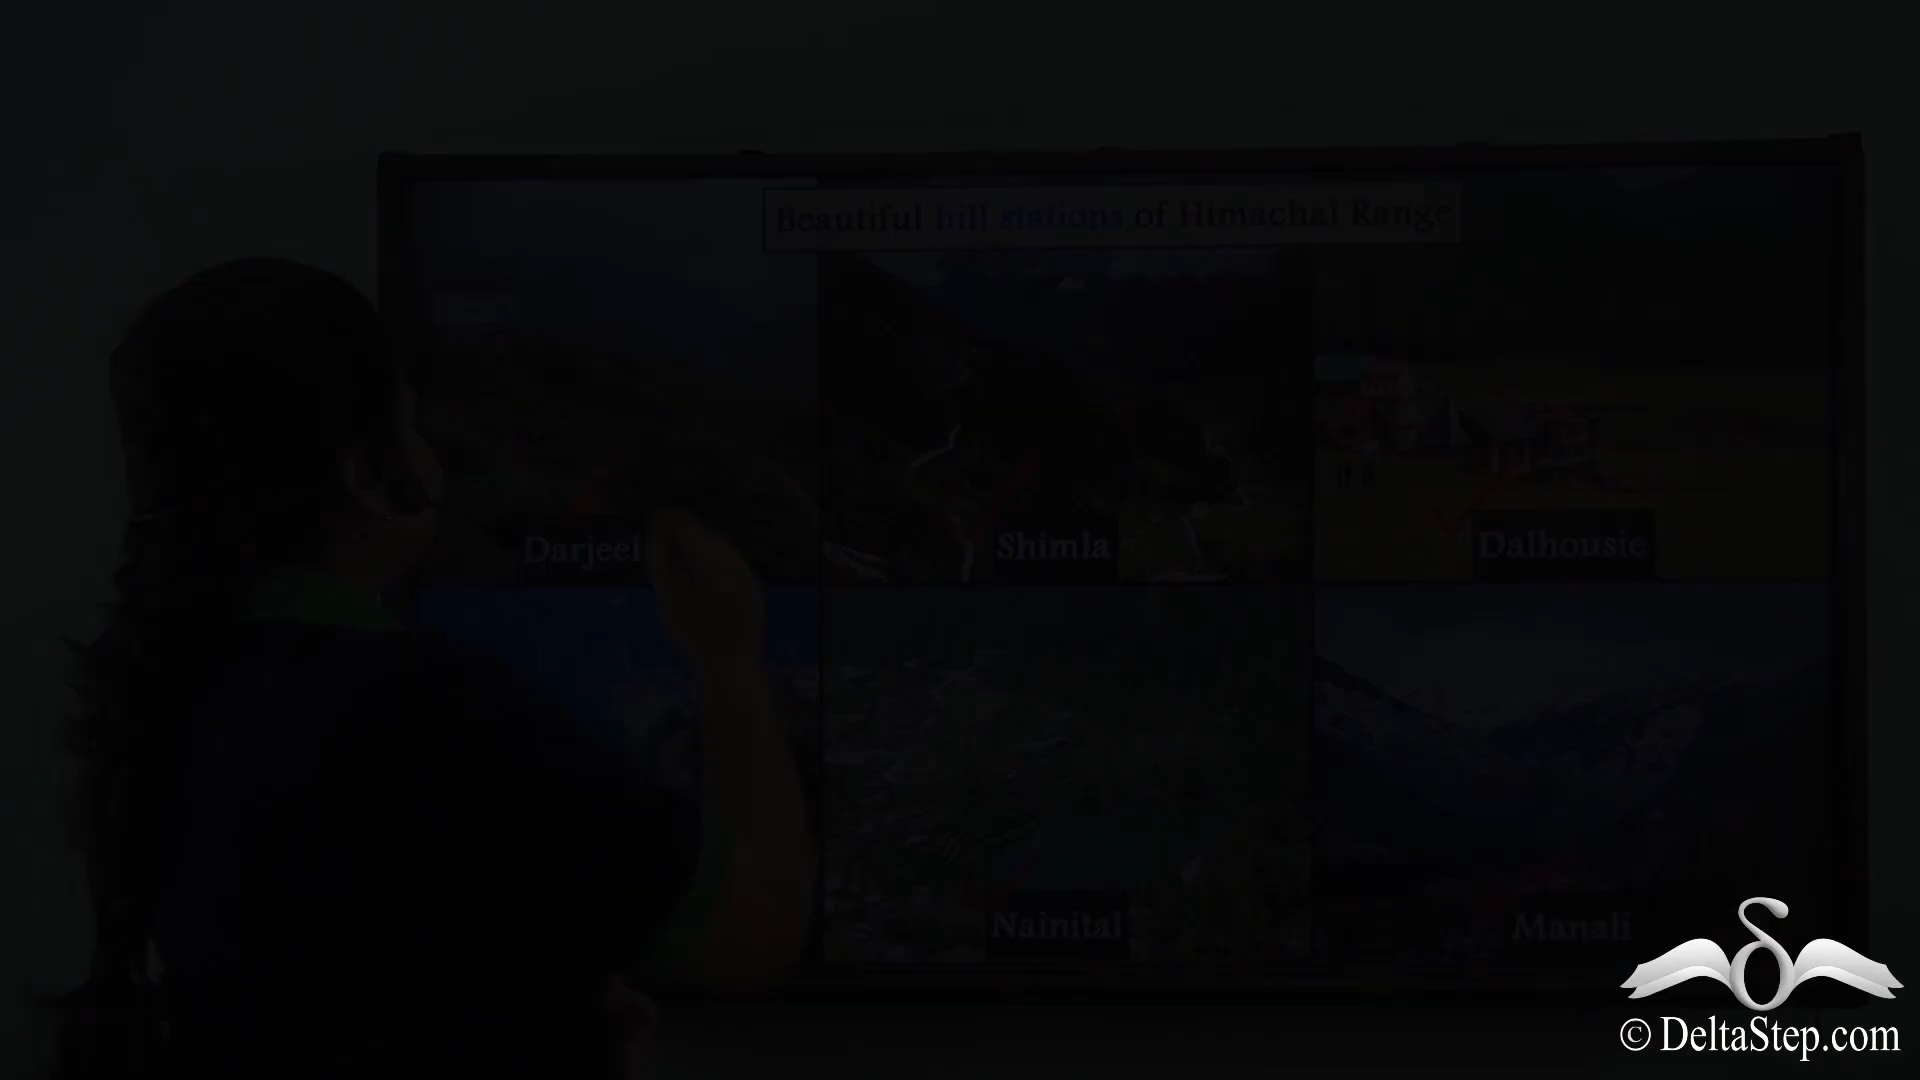 Beautiful hill stations of Himachal Range
Darjeel
Shimla
Dalhousie
Nainital
Manali
© DeltaStep.com